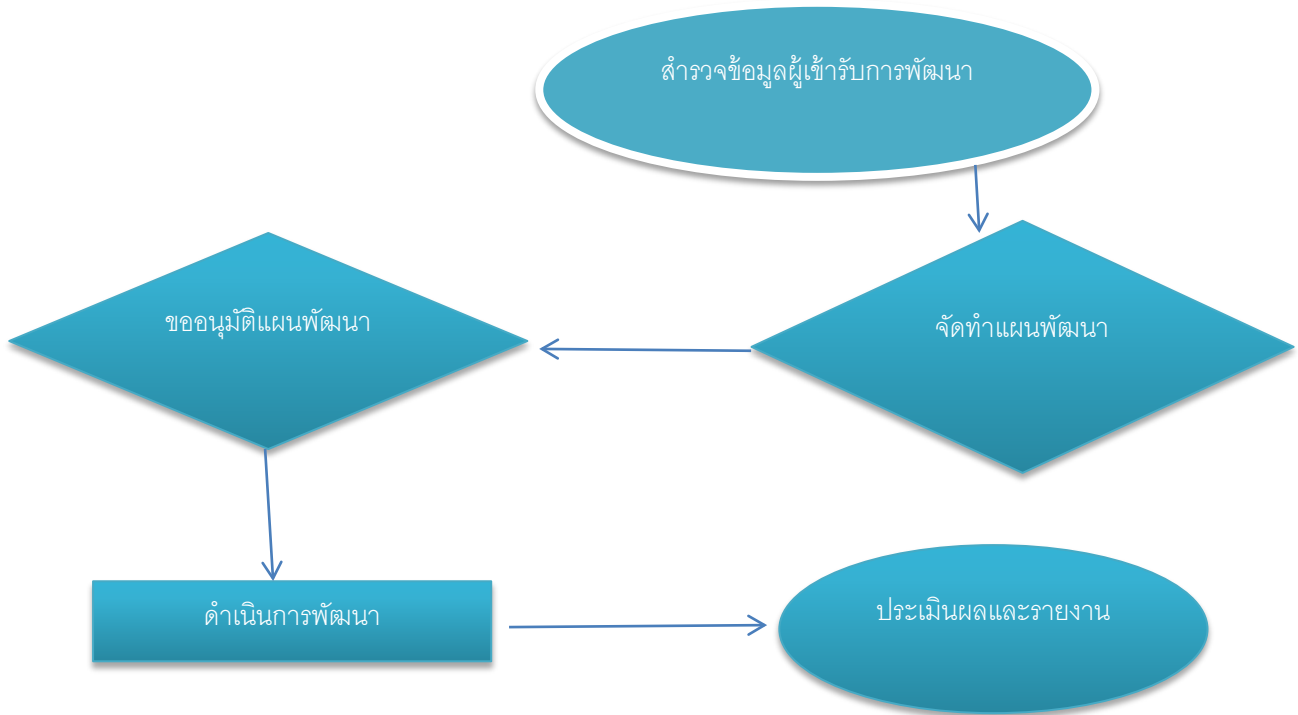 สำรวจข้อมูลผู้เข้ารับการพัฒนา
จัดทำแผนพัฒนา
ขออนุมัติแผนพัฒนา
ดำเนินการพัฒนา
ประเมินผลและรายงาน